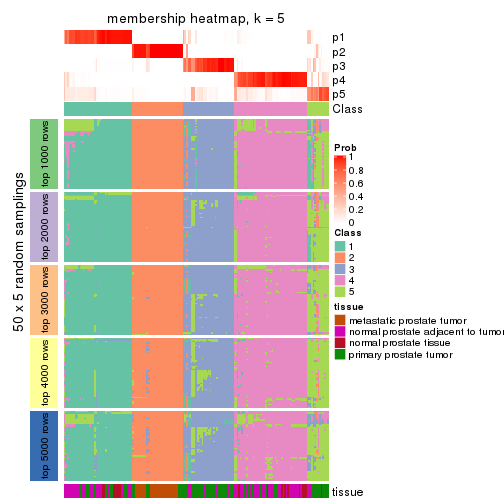 membership heatmap, k = 5
p1
p2
p3
p4
p5
Class
50 x 5 random samplings
top 1000 rows
top 2000 rows
top 3000 rows
top 4000 rows
top 5000 rows
tissue
Prob
1
0.8
0.6
0.4
0.2
0
Class
1
2
3
4
5
tissue
metastatic prostate tumor
normal prostate adjacent to tumor
normal prostate tissue
primary prostate tumor